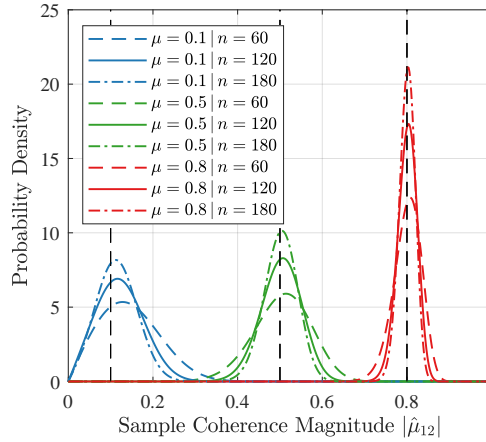 25
20
15
10
5
0
Probability Density
μ = 0.1 | n = 60
μ = 0.1 | n = 120
μ = 0.1 | n = 180
μ = 0.5 | n = 60
μ = 0.5 | n = 120
μ = 0.5 | n = 180
μ = 0.8 | n = 60
μ = 0.8 | n = 120
μ = 0.8 | n = 180
0 0.2 0.4 0.6 0.8
Sample Coherence Magnitude |μ̂₁₂|